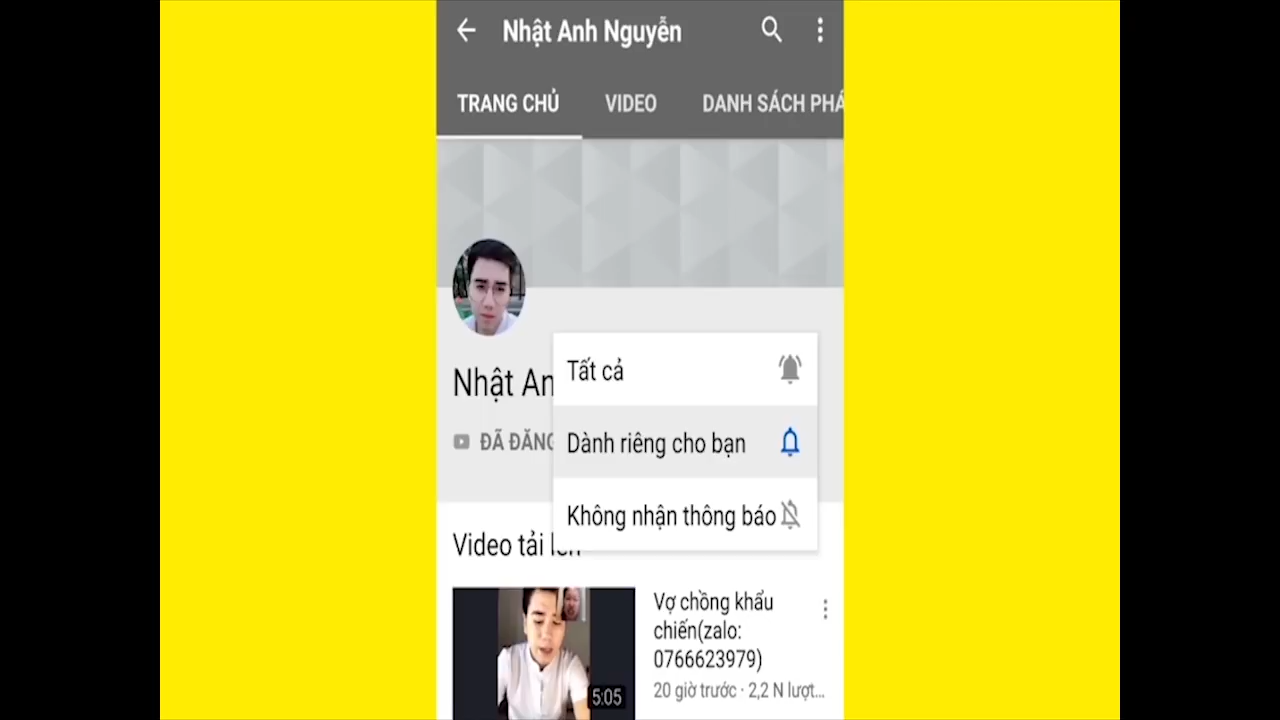 Nhật Anh Nguyễn
TRANG CHỦ VIDEO DANH SÁCH PHÁ
Tất cả
Nhật An
Dành riêng cho bạn
ĐÃ ĐĂNG
Không nhận thông báo
Video tải lên
Vợ chồng khẩu
chiến(zalo:
0766623979)
20 giờ trước · 2,2 N lượt...
5:05